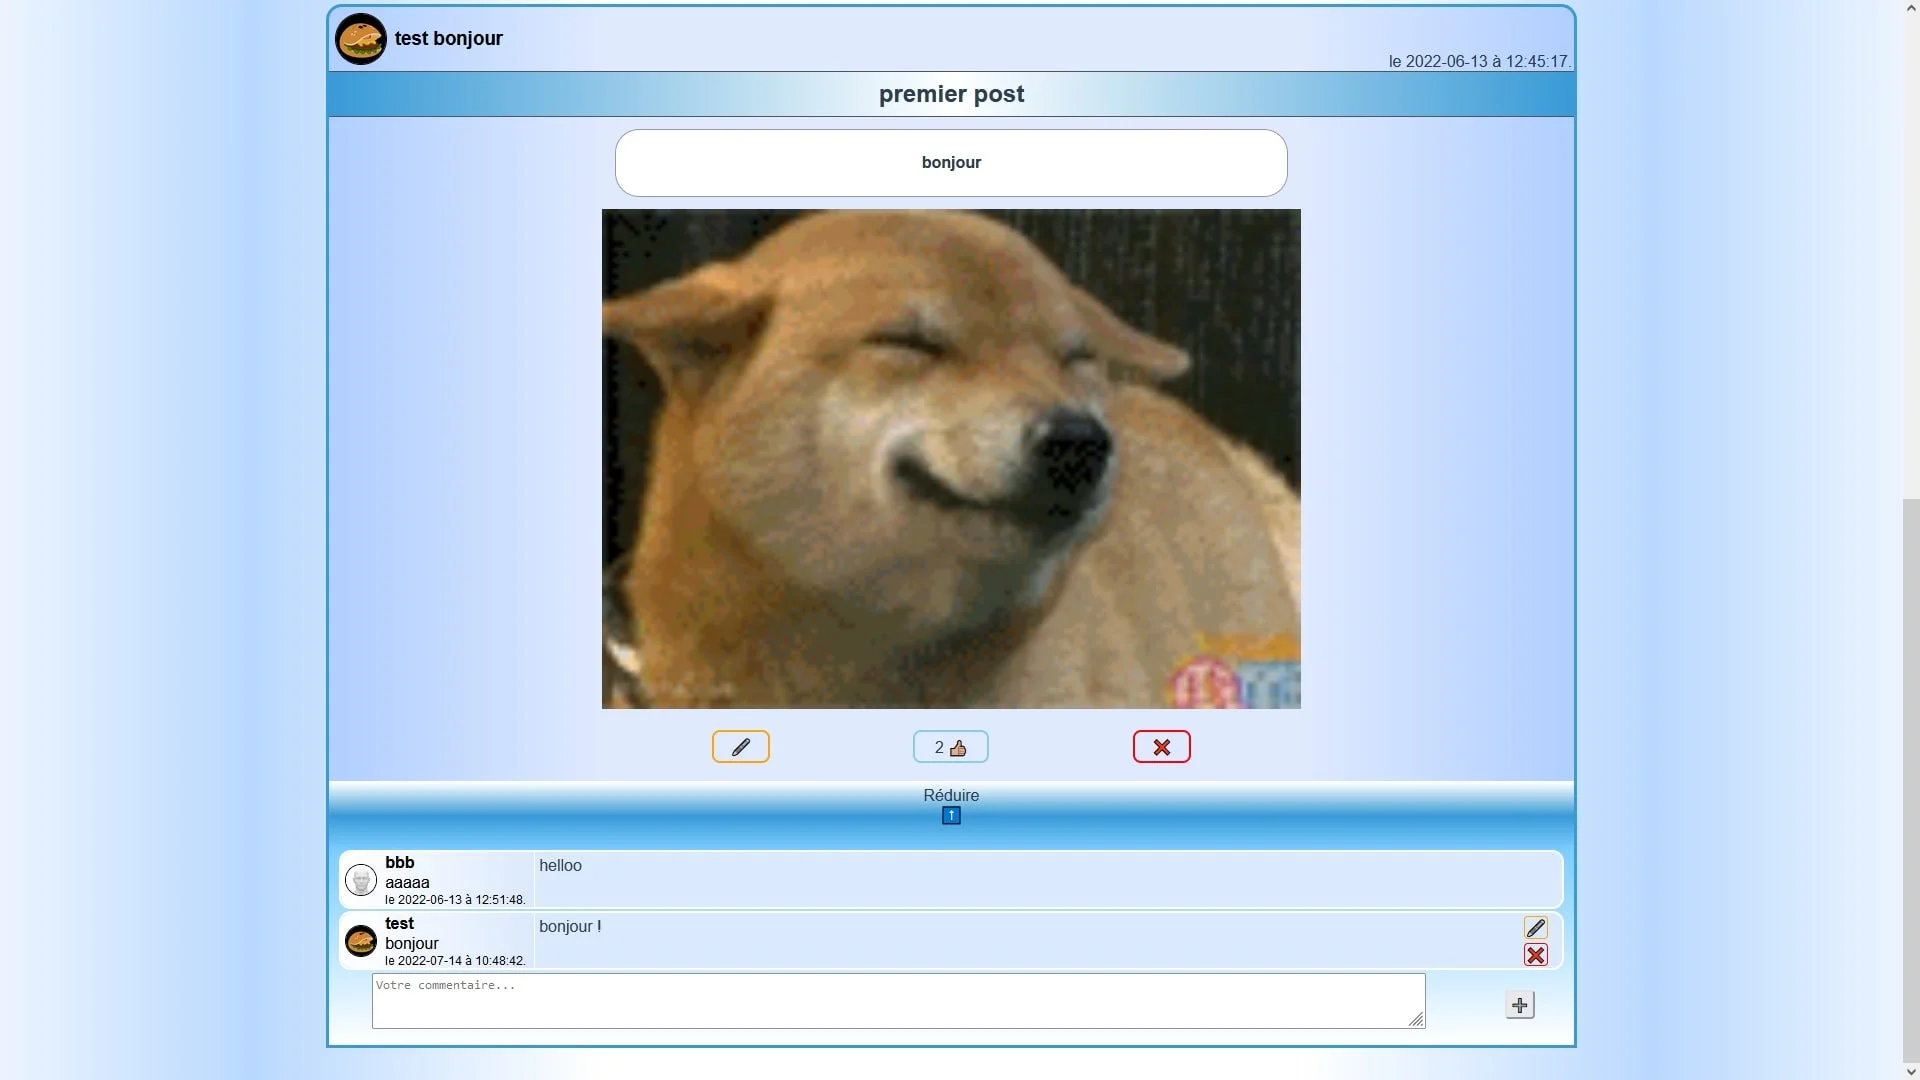 test bonjour
le 2022-06-13 à 12:45:17.
premier post
bonjour
2
Réduire
bbb
aaaaa
le 2022-06-13 à 12:51:48.
helloo
test
bonjour
le 2022-07-14 à 10:48:42.
bonjour !
Votre commentaire...